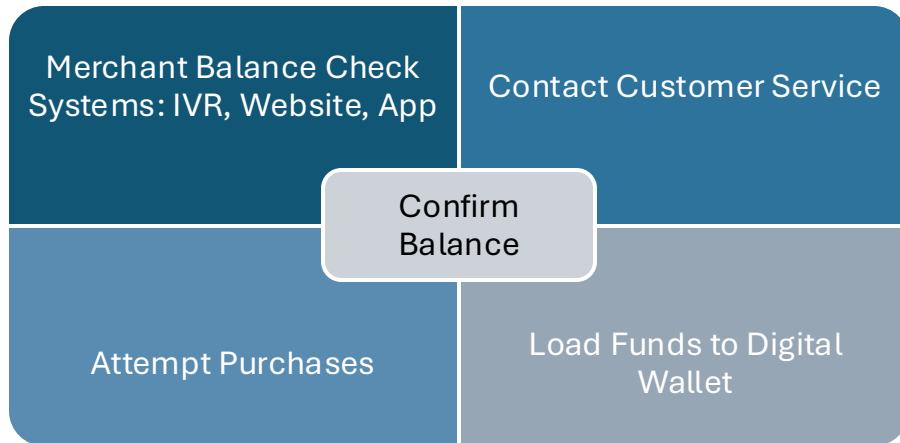 Merchant Balance Check
Systems: IVR, Website, App
Contact Customer Service
Confirm
Balance
Attempt Purchases
Load Funds to Digital
Wallet